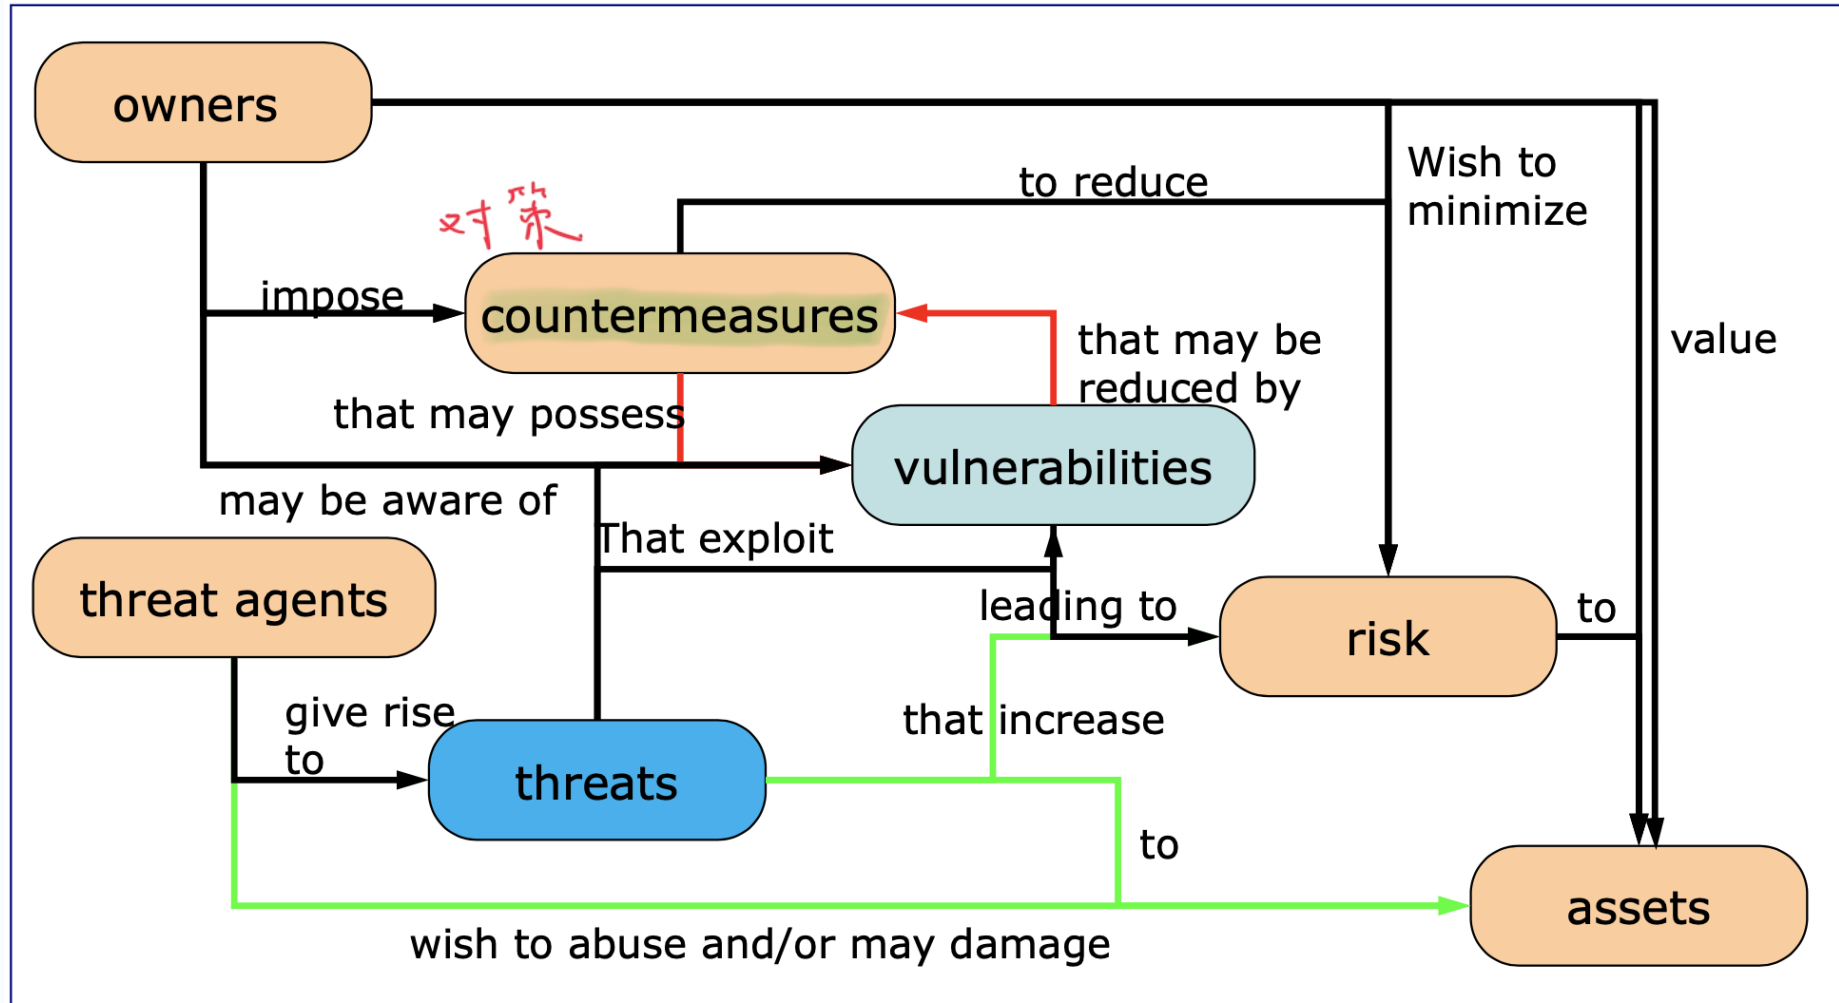 owners
Wish to
minimize
to reduce
对策
impose
countermeasures
that may be
reduced by
value
that may possess
vulnerabilities
may be aware of
That exploit
threat agents
leading to
risk
to
give rise
to
threats
that increase
to
assets
wish to abuse and/or may damage